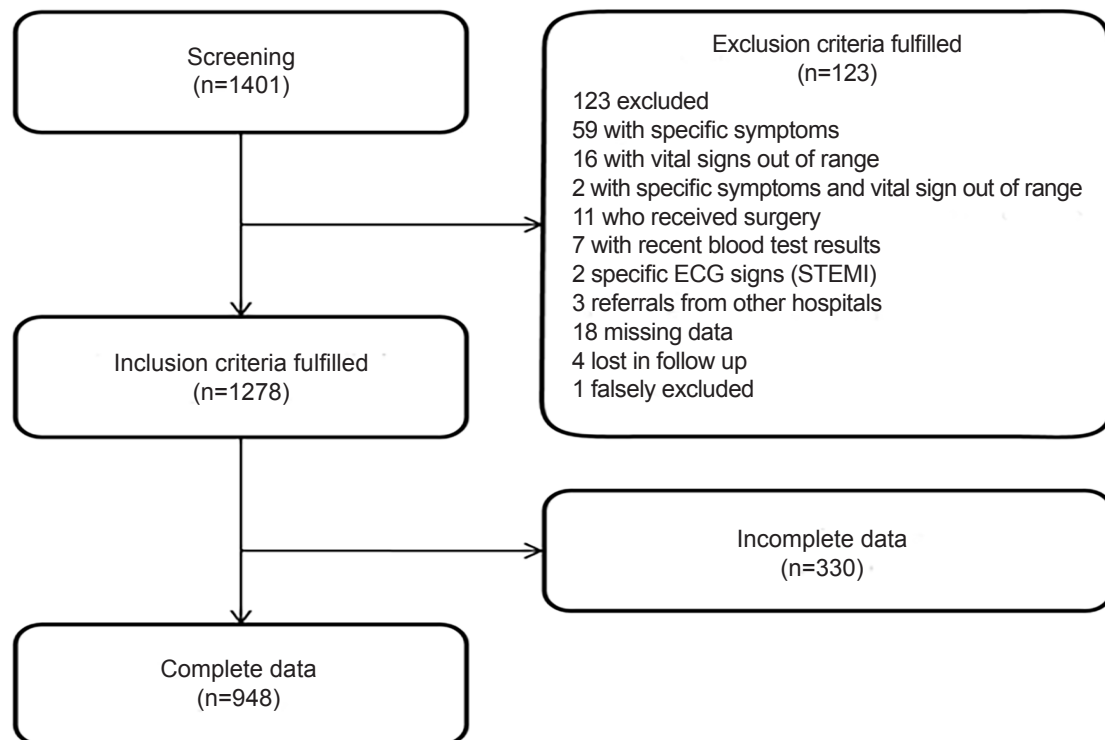 Screening
(n=1401)
Exclusion criteria fulfilled
(n=123)
123 excluded
59 with specific symptoms
16 with vital signs out of range
2 with specific symptoms and vital sign out of range
11 who received surgery
7 with recent blood test results
2 specific ECG signs (STEMI)
3 referrals from other hospitals
18 missing data
4 lost in follow up
1 falsely excluded
Inclusion criteria fulfilled
(n=1278)
Incomplete data
(n=330)
Complete data
(n=948)